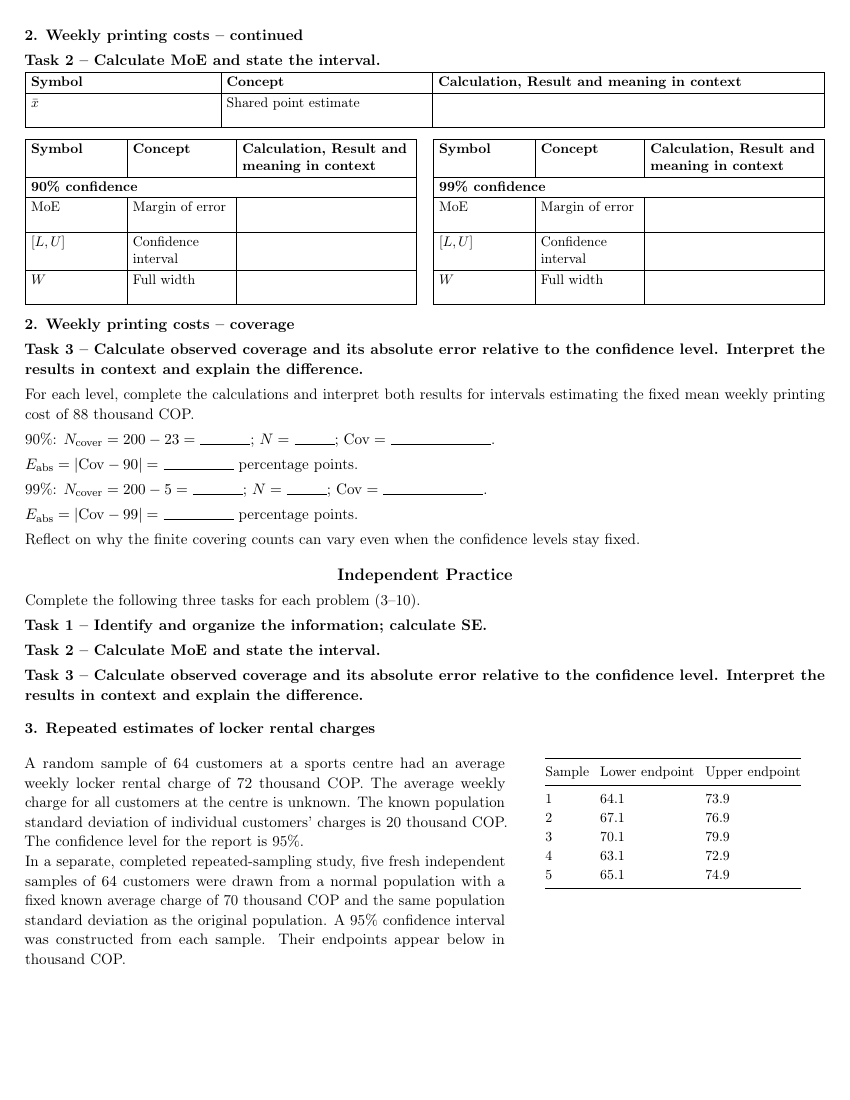 2. Weekly printing costs – continued
Task 2 – Calculate MoE and state the interval.
Symbol Concept Calculation, Result and meaning in context
x̄ Shared point estimate
Symbol Concept Calculation, Result and meaning in context
90% confidence
MoE Margin of error
[L, U] Confidence interval
W Full width
Symbol Concept Calculation, Result and meaning in context
99% confidence
MoE Margin of error
[L, U] Confidence interval
W Full width
2. Weekly printing costs – coverage
Task 3 – Calculate observed coverage and its absolute error relative to the confidence level. Interpret the
results in context and explain the difference.
For each level, complete the calculations and interpret both results for intervals estimating the fixed mean weekly printing
cost of 88 thousand COP.
90%: N_cover = 200 − 23 = ______; N = _____; Cov = ____________.
E_abs = |Cov − 90| = ________ percentage points.
99%: N_cover = 200 − 5 = ______; N = _____; Cov = ____________.
E_abs = |Cov − 99| = ________ percentage points.
Reflect on why the finite covering counts can vary even when the confidence levels stay fixed.
Independent Practice
Complete the following three tasks for each problem (3–10).
Task 1 – Identify and organize the information; calculate SE.
Task 2 – Calculate MoE and state the interval.
Task 3 – Calculate observed coverage and its absolute error relative to the confidence level. Interpret the
results in context and explain the difference.
3. Repeated estimates of locker rental charges
A random sample of 64 customers at a sports centre had an average
weekly locker rental charge of 72 thousand COP. The average weekly
charge for all customers at the centre is unknown. The known population
standard deviation of individual customers' charges is 20 thousand COP.
The confidence level for the report is 95%.
In a separate, completed repeated-sampling study, five fresh independent
samples of 64 customers were drawn from a normal population with a
fixed known average charge of 70 thousand COP and the same population
standard deviation as the original population. A 95% confidence interval
was constructed from each sample. Their endpoints appear below in
thousand COP.
Sample Lower endpoint Upper endpoint
1 64.1 73.9
2 67.1 76.9
3 70.1 79.9
4 63.1 72.9
5 65.1 74.9